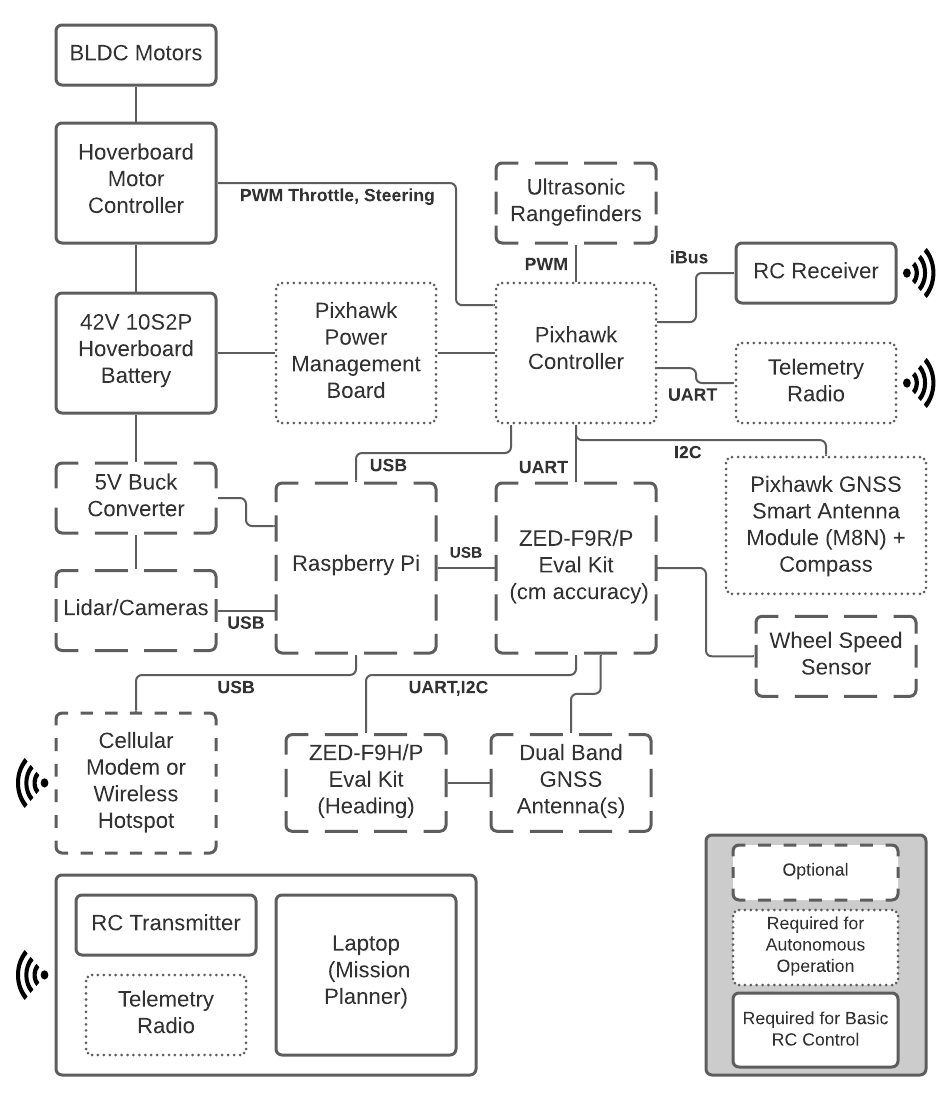 BLDC Motors
Hoverboard
Motor
Controller
PWM Throttle, Steering
Ultrasonic
Rangefinders
PWM
iBus
RC Receiver
42V 10S2P
Hoverboard
Battery
Pixhawk
Power
Management
Board
Pixhawk
Controller
Telemetry
Radio
UART
USB
UART
I2C
5V Buck
Converter
Raspberry Pi
USB
ZED-F9R/P
Eval Kit
(cm accuracy)
Pixhawk GNSS
Smart Antenna
Module (M8N) +
Compass
Lidar/Cameras
USB
Wheel Speed
Sensor
USB
UART,I2C
Cellular
Modem or
Wireless
Hotspot
ZED-F9H/P
Eval Kit
(Heading)
Dual Band
GNSS
Antenna(s)
RC Transmitter
Telemetry
Radio
Laptop
(Mission
Planner)
Optional
Required for
Autonomous
Operation
Required for Basic
RC Control